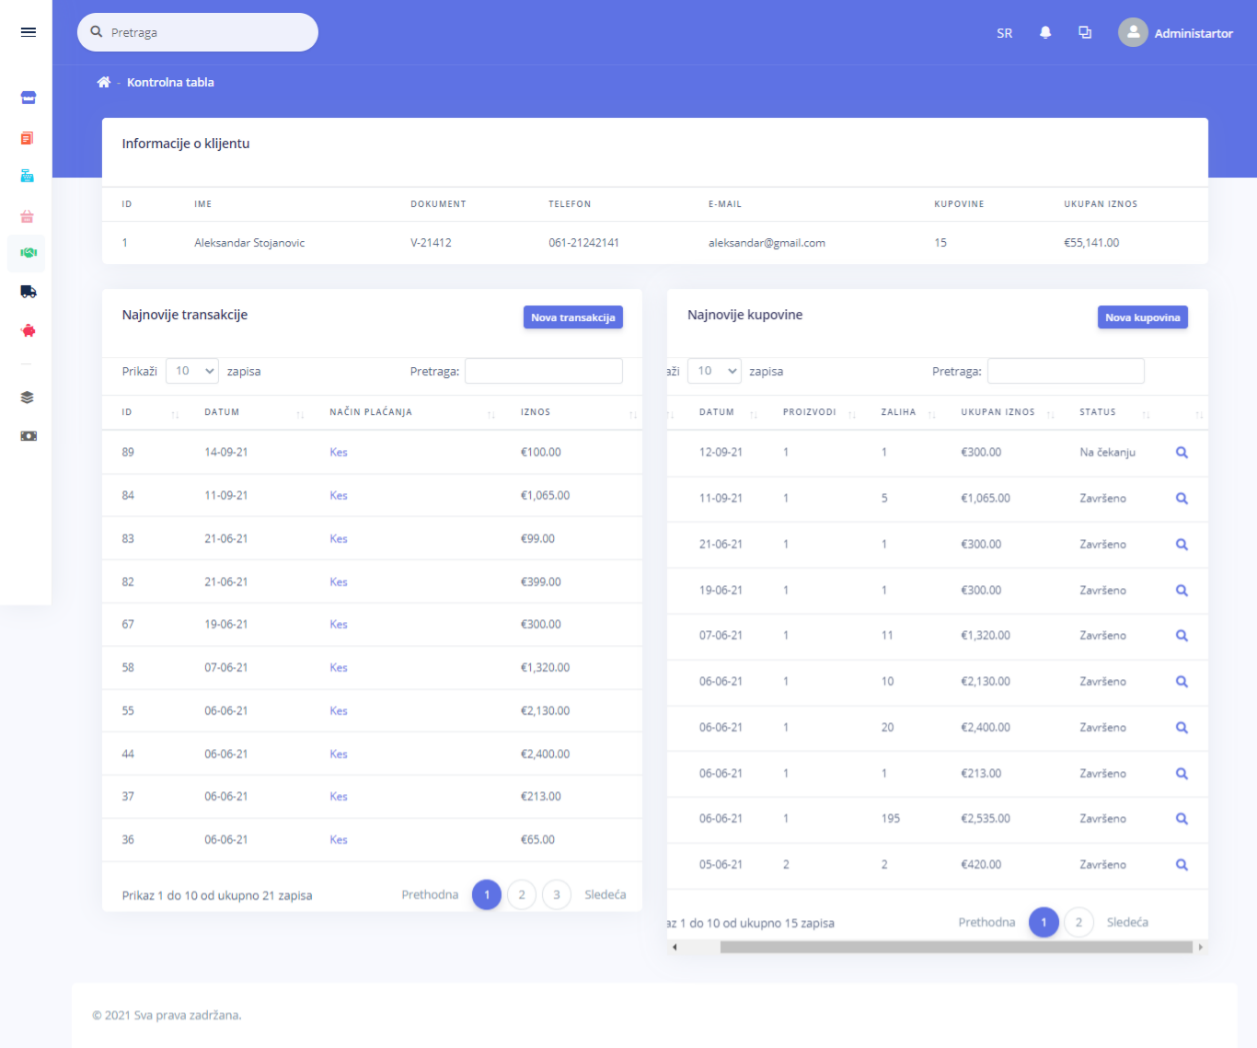 Pretraga
SR
Administartor
- Kontrolna tabla
Informacije o klijentu
ID IME DOKUMENT TELEFON E-MAIL KUPOVINE UKUPAN IZNOS
1 Aleksandar Stojanovic V-21412 061-21242141 aleksandar@gmail.com 15 €55,141.00
Najnovije transakcije
Nova transakcija
Prikaži 10 zapisa Pretraga:
ID DATUM NAČIN PLAĆANJA IZNOS
89 14-09-21 Kes €100.00
84 11-09-21 Kes €1,065.00
83 21-06-21 Kes €99.00
82 21-06-21 Kes €399.00
67 19-06-21 Kes €300.00
58 07-06-21 Kes €1,320.00
55 06-06-21 Kes €2,130.00
44 06-06-21 Kes €2,400.00
37 06-06-21 Kes €213.00
36 06-06-21 Kes €65.00
Prikaz 1 do 10 od ukupno 21 zapisa Prethodna 1 2 3 Sledeća
Najnovije kupovine
Nova kupovina
aži 10 zapisa Pretraga:
DATUM PROIZVODI ZALIHA UKUPAN IZNOS STATUS
12-09-21 1 1 €300.00 Na čekanju
11-09-21 1 5 €1,065.00 Završeno
21-06-21 1 1 €300.00 Završeno
19-06-21 1 1 €300.00 Završeno
07-06-21 1 11 €1,320.00 Završeno
06-06-21 1 10 €2,130.00 Završeno
06-06-21 1 20 €2,400.00 Završeno
06-06-21 1 1 €213.00 Završeno
06-06-21 1 195 €2,535.00 Završeno
05-06-21 2 2 €420.00 Završeno
az 1 do 10 od ukupno 15 zapisa Prethodna 1 2 Sledeća
© 2021 Sva prava zadržana.